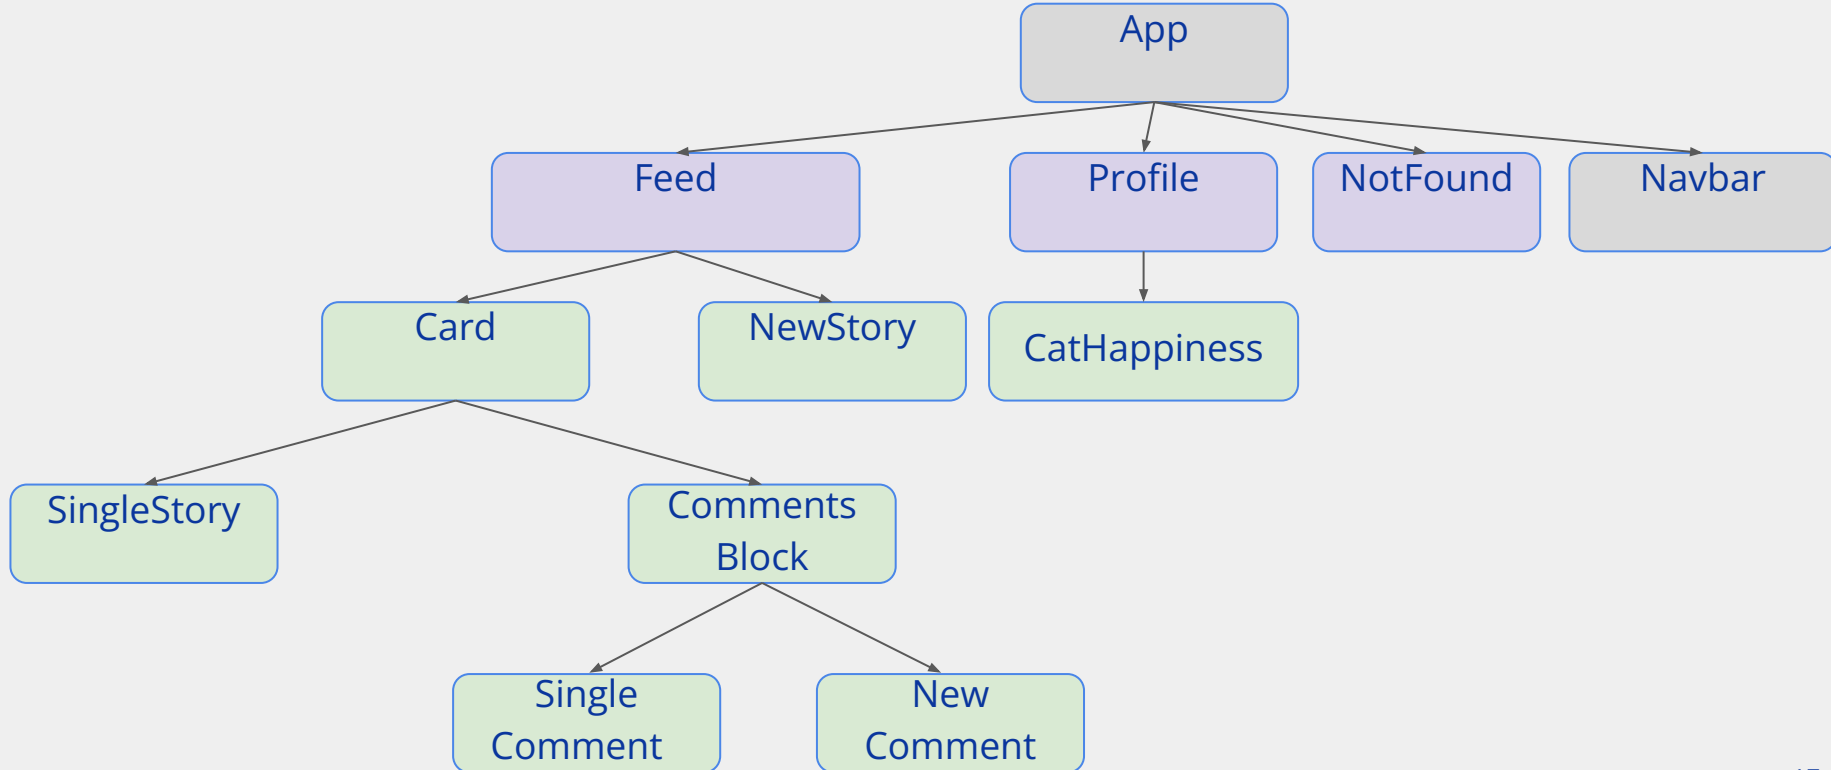 App
Feed
Profile
NotFound
Navbar
Card
NewStory
CatHappiness
SingleStory
Comments
Block
Single
Comment
New
Comment